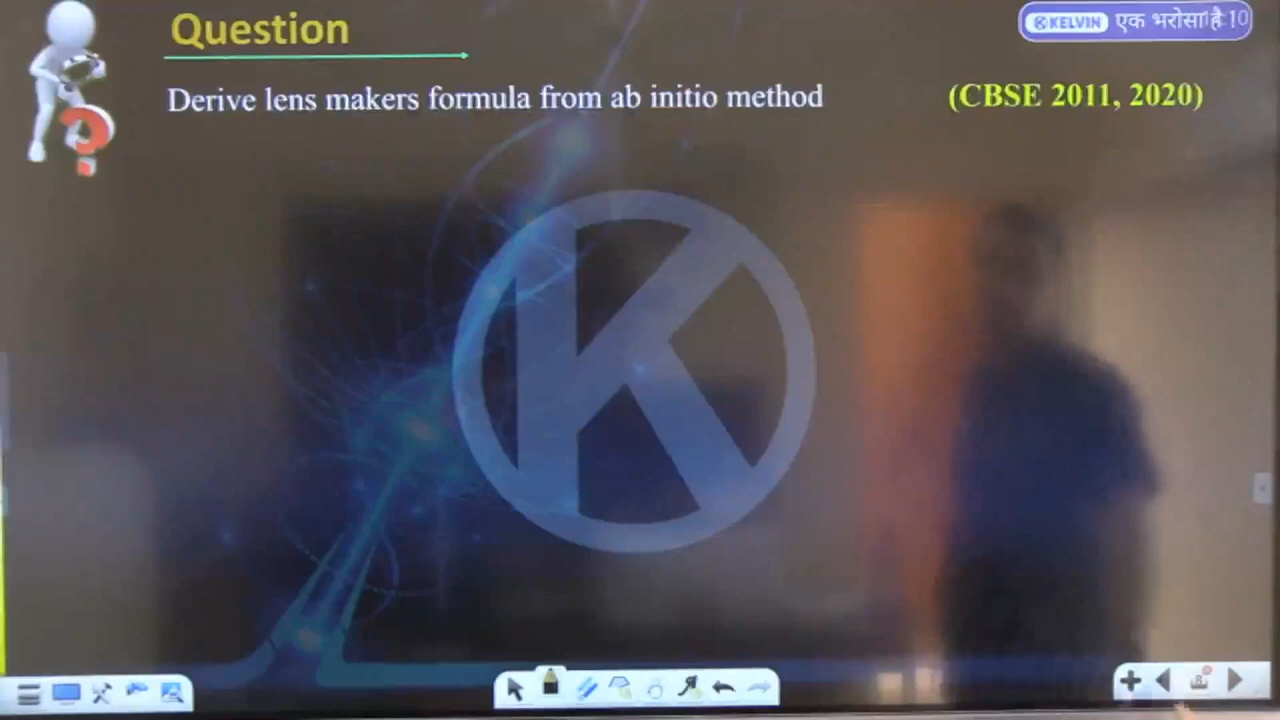 Question
KELVIN एक भरोसा है !
Derive lens makers formula from ab initio method
(CBSE 2011, 2020)
K